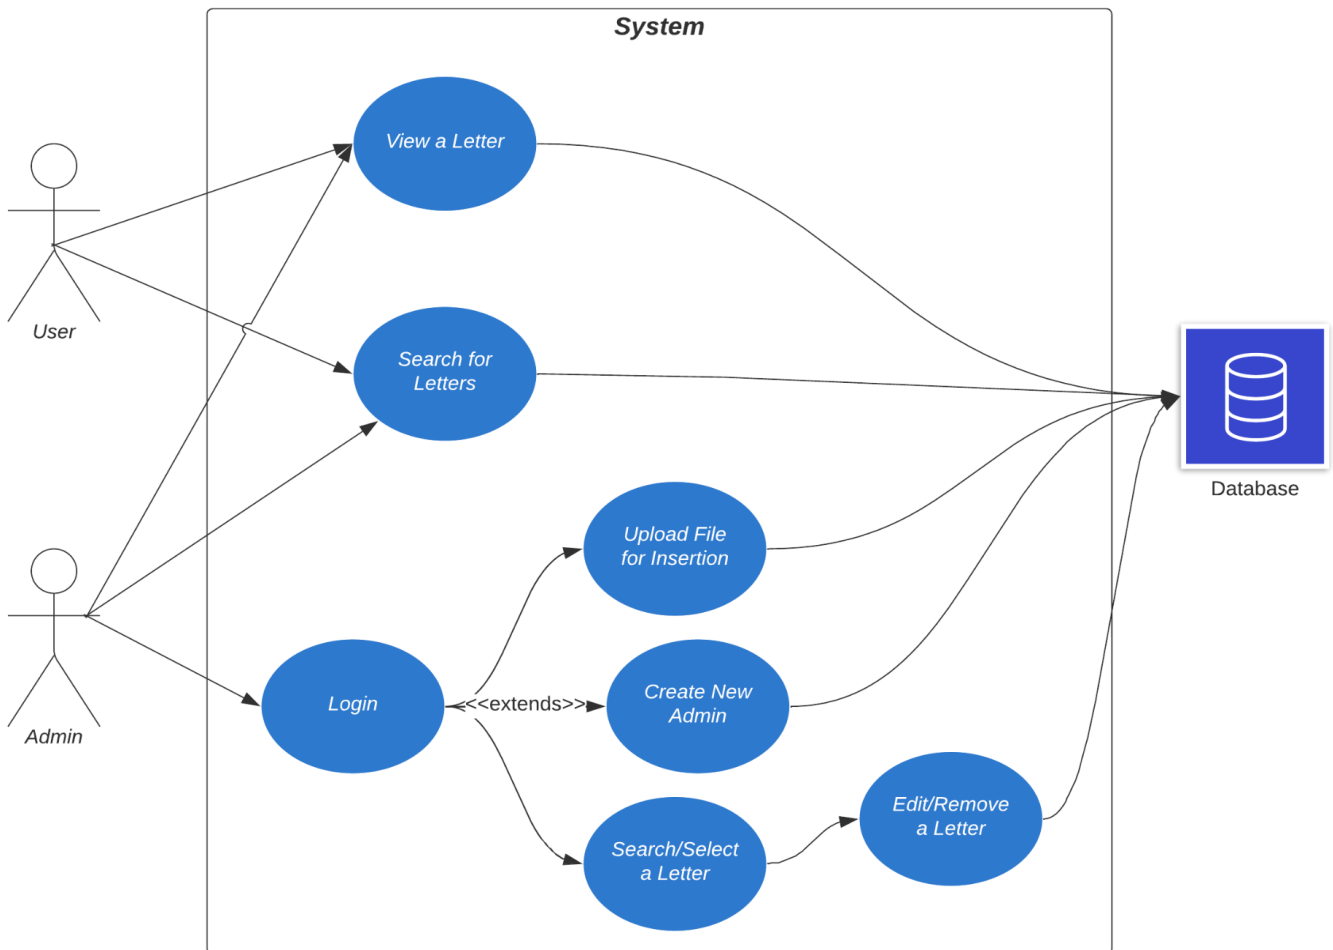 System
View a Letter
User
Search for
Letters
Database
Upload File
for Insertion
Login
<<extends>>
Create New
Admin
Admin
Edit/Remove
a Letter
Search/Select
a Letter